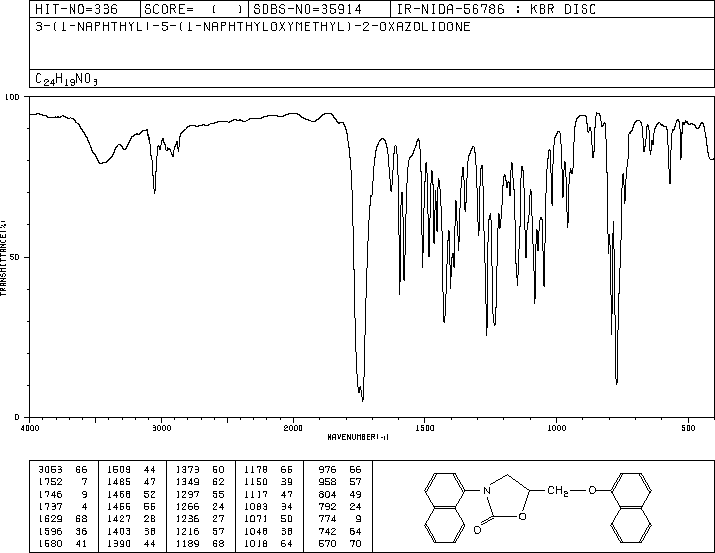 HIT-NO=336 SCORE= ( ) SDBS-NO=35914 IR-NIDA-56786 : KBR DISC
3-(1-NAPHTHYL)-5-(1-NAPHTHYLOXYMETHYL)-2-OXAZOLIDONE
C24H19NO3
100
TRANSMITTANCE(%)
50
0
4000 3000 2000 1500 1000 500
WAVENUMBER(-1)
3053 66 1509 44 1373 60 1178 66 976 66
1752 7 1485 47 1349 62 1150 39 958 57
1746 9 1468 52 1297 55 1117 47 804 49
1737 4 1455 55 1266 24 1083 34 792 24
1629 68 1427 28 1236 27 1071 50 774 9
1596 36 1403 38 1216 57 1048 38 742 64
1580 41 1390 44 1189 68 1018 64 570 70
N CH2 O
O O